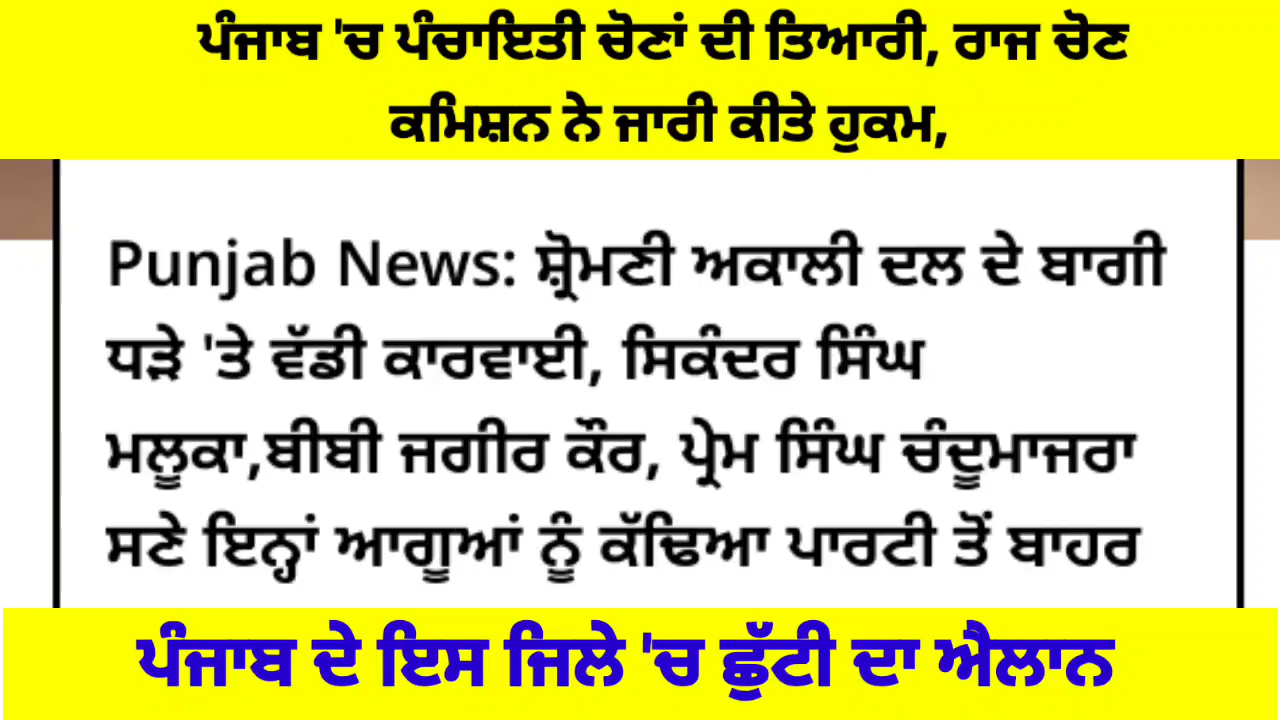 ਪੰਜਾਬ 'ਚ ਪੰਚਾਇਤੀ ਚੋਣਾਂ ਦੀ ਤਿਆਰੀ, ਰਾਜ ਚੋਣ
ਕਮਿਸ਼ਨ ਨੇ ਜਾਰੀ ਕੀਤੇ ਹੁਕਮ,
Punjab News: ਸ਼੍ਰੋਮਣੀ ਅਕਾਲੀ ਦਲ ਦੇ ਬਾਗੀ
ਧੜੇ 'ਤੇ ਵੱਡੀ ਕਾਰਵਾਈ, ਸਿਕੰਦਰ ਸਿੰਘ
ਮਲੂਕਾ,ਬੀਬੀ ਜਗੀਰ ਕੌਰ, ਪ੍ਰੇਮ ਸਿੰਘ ਚੰਦੂਮਾਜਰਾ
ਸਣੇ ਇਨ੍ਹਾਂ ਆਗੂਆਂ ਨੂੰ ਕੱਢਿਆ ਪਾਰਟੀ ਤੋਂ ਬਾਹਰ
ਪੰਜਾਬ ਦੇ ਇਸ ਜਿਲੇ 'ਚ ਛੁੱਟੀ ਦਾ ਐਲਾਨ